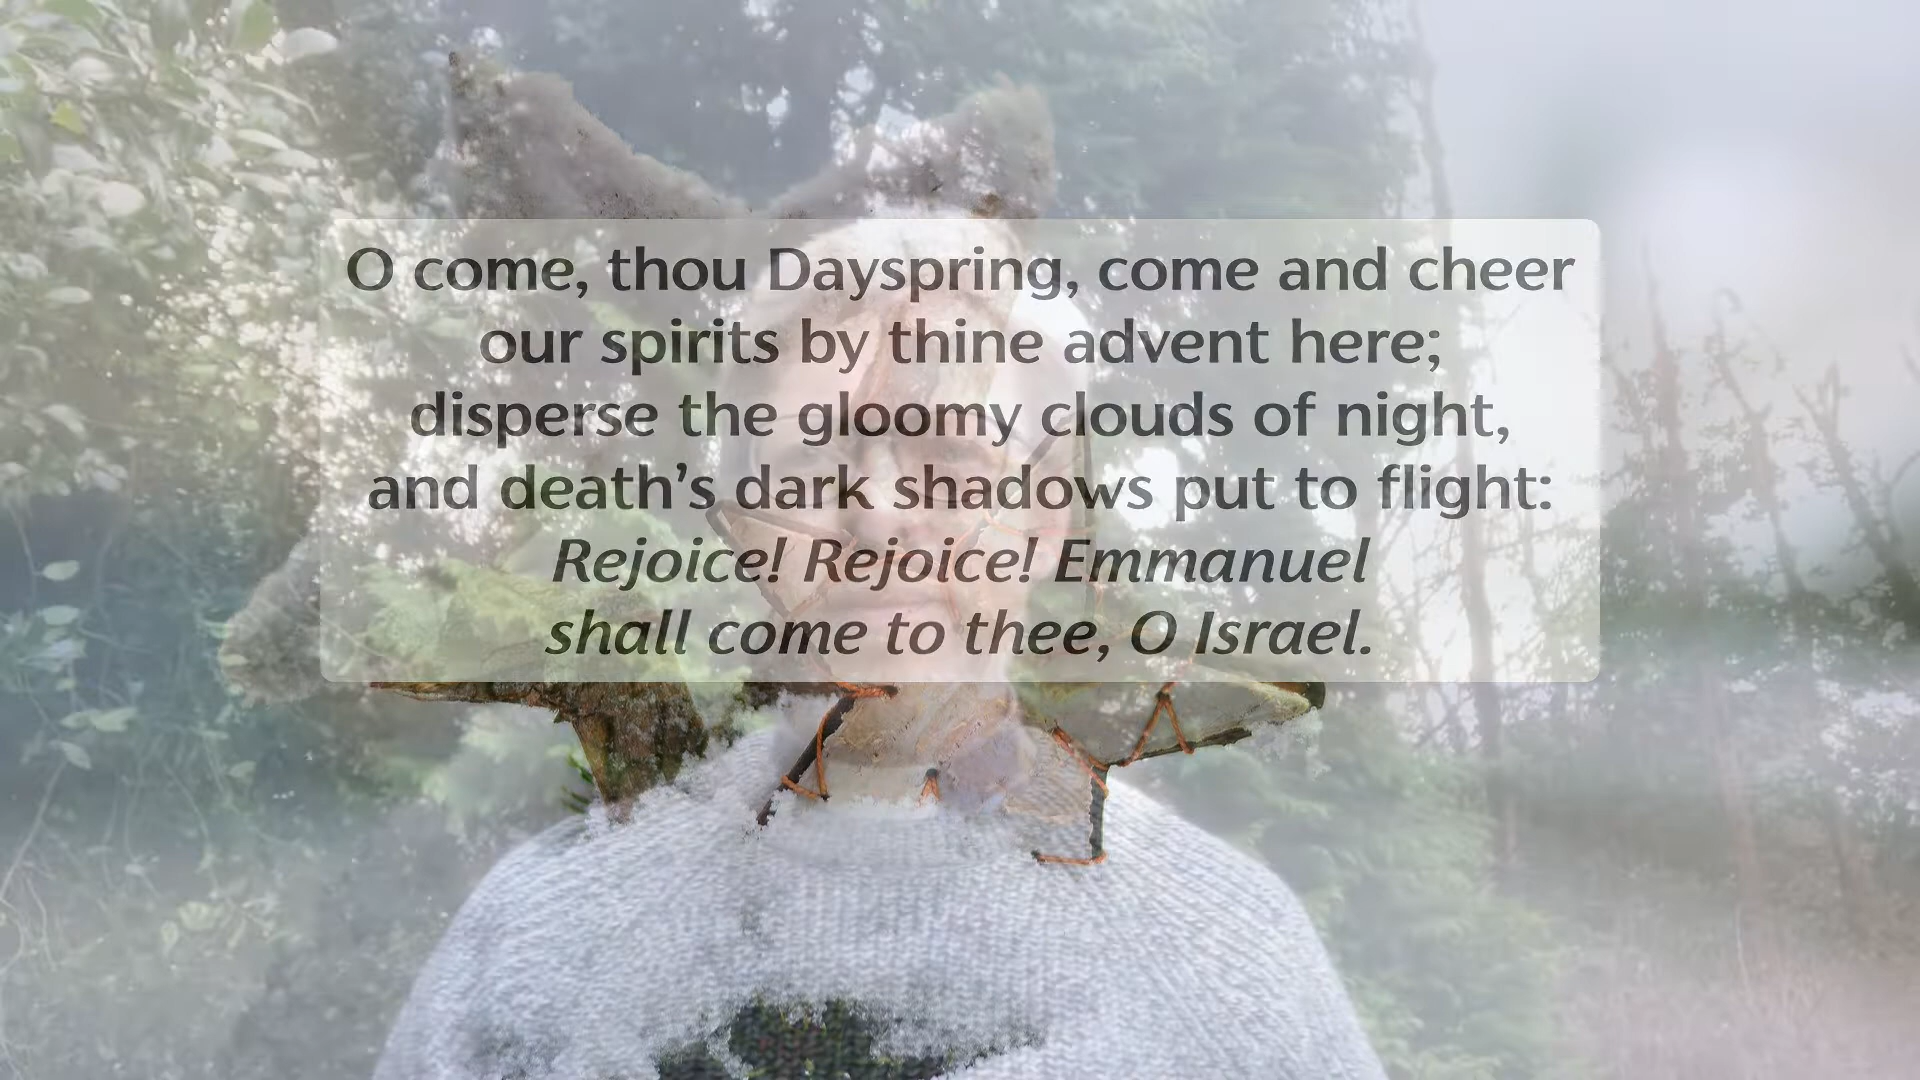 O come, thou Dayspring, come and cheer
our spirits by thine advent here;
disperse the gloomy clouds of night,
and death’s dark shadows put to flight:
Rejoice! Rejoice! Emmanuel
shall come to thee, O Israel.